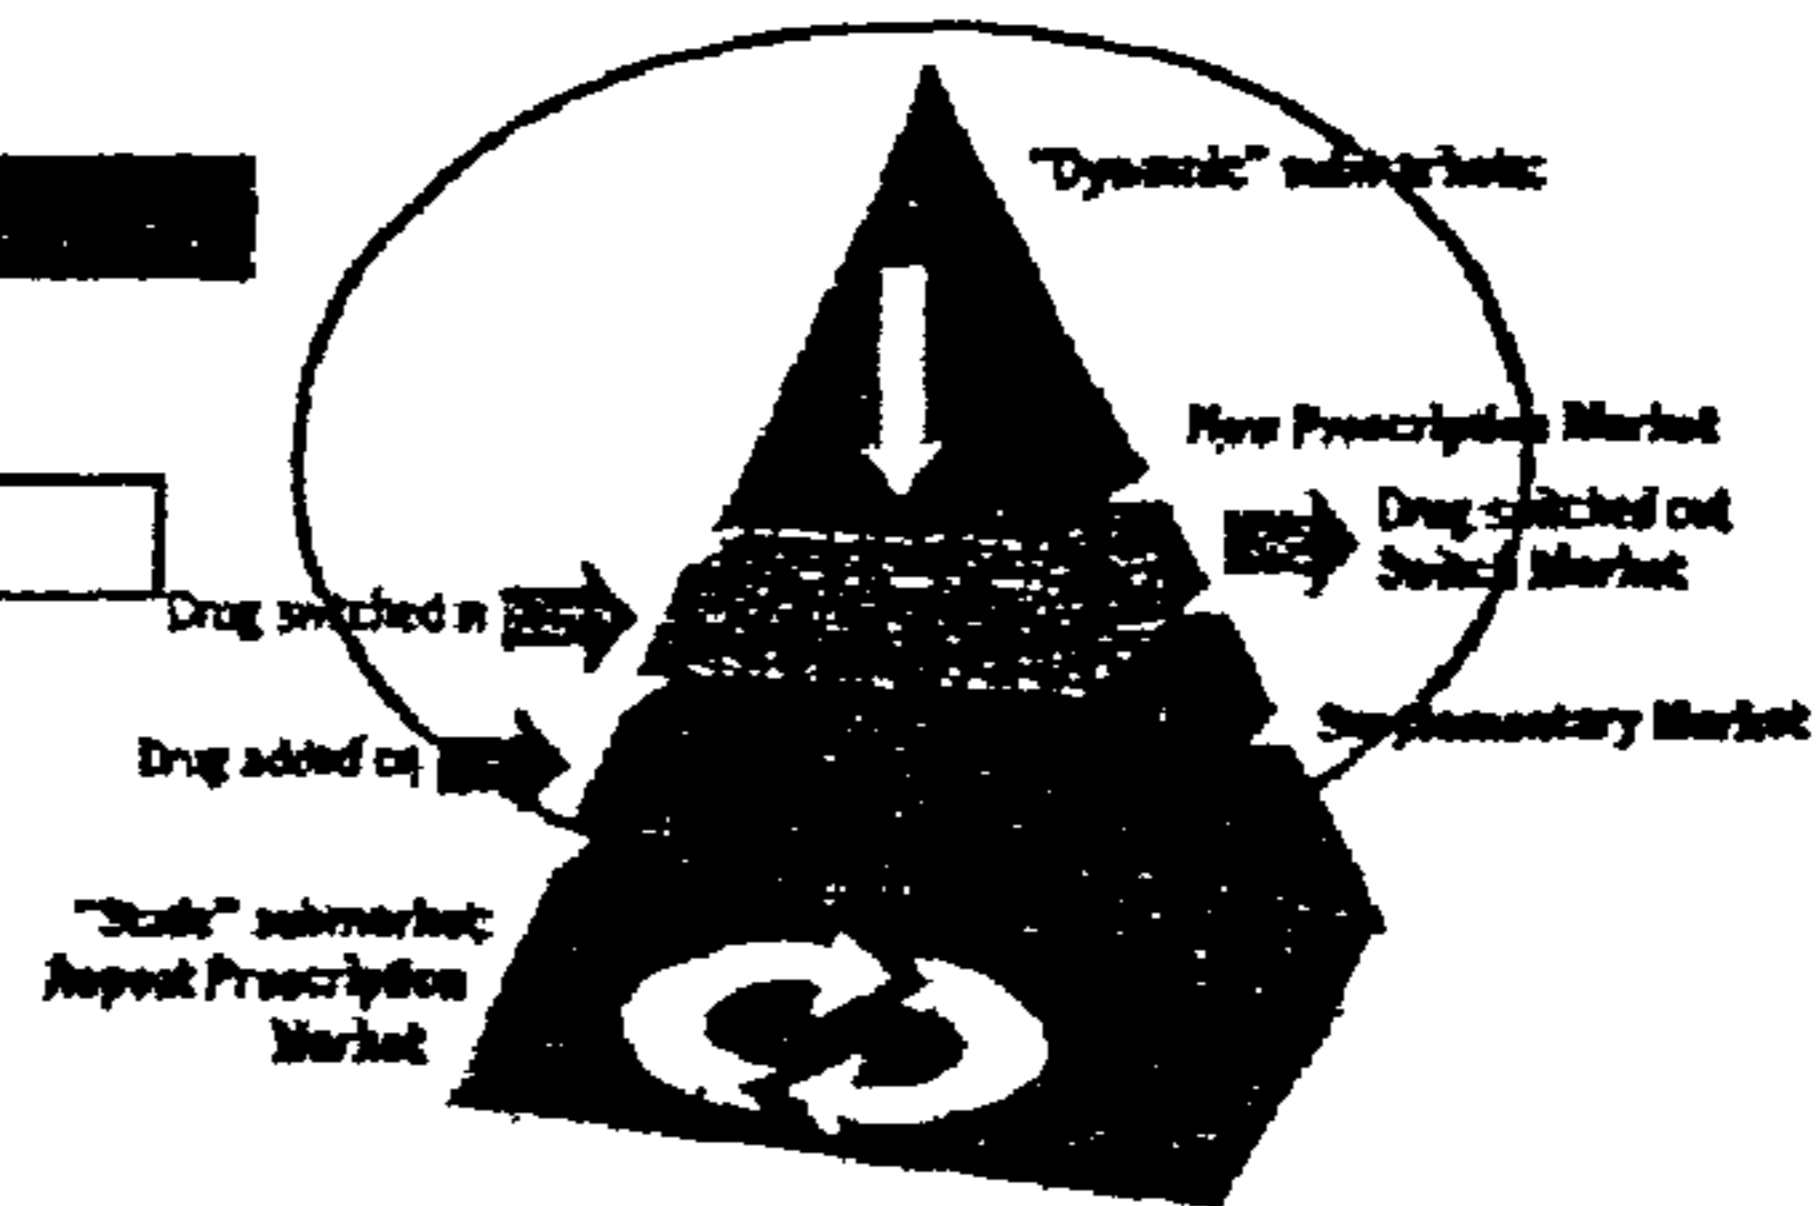 "Dynamic" submarket:
New Prescription Market
Drug switched out
Switch Market
Drug switched in
Supplementary Market
Drug added on
"Static" submarket:
Repeat Prescription
Market